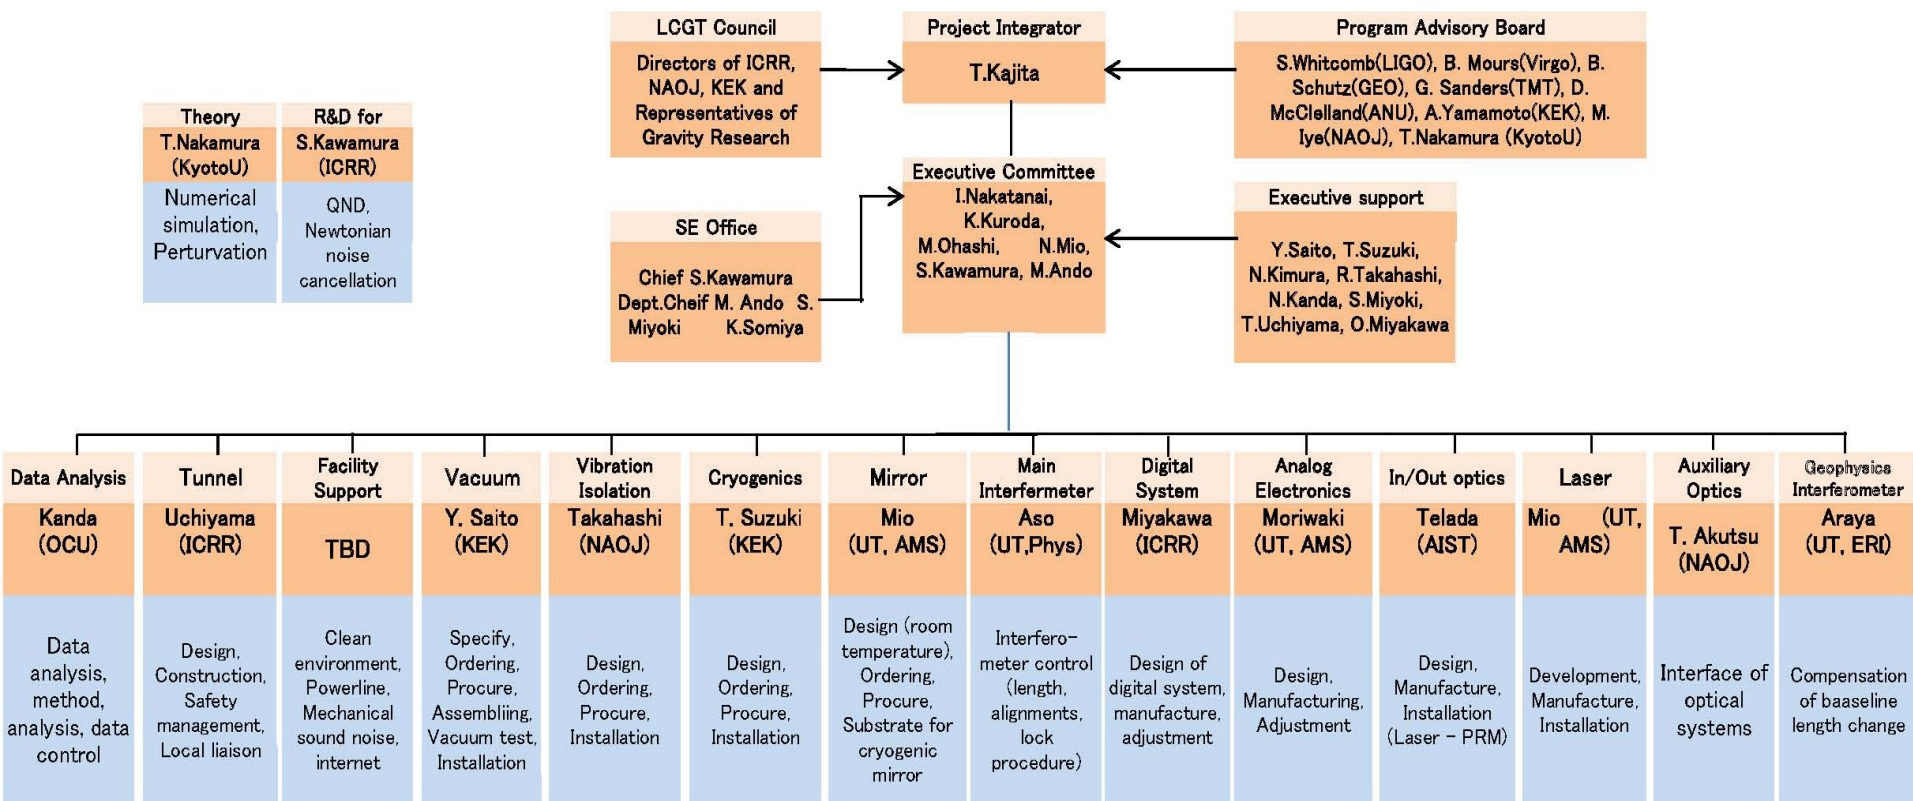 LCGT Council
Directors of ICRR,
NAOJ, KEK and
Representatives of
Gravity Research
Project Integrator
T.Kajita
Program Advisory Board
S.Whitcomb(LIGO), B. Mours(Virgo), B.
Schutz(GEO), G. Sanders(TMT), D.
McClelland(ANU), A.Yamamoto(KEK), M.
Iye(NAOJ), T.Nakamura (KyotoU)
Theory
T.Nakamura
(KyotoU)
Numerical
simulation,
Perturvation
R&D for
S.Kawamura
(ICRR)
QND,
Newtonian
noise
cancellation
SE Office
Chief S.Kawamura
Dept.Cheif M. Ando S.
Miyoki K.Somiya
Executive Committee
I.Nakatanai,
K.Kuroda,
M.Ohashi, N.Mio,
S.Kawamura, M.Ando
Executive support
Y.Saito, T.Suzuki,
N.Kimura, R.Takahashi,
N.Kanda, S.Miyoki,
T.Uchiyama, O.Miyakawa
Data Analysis
Kanda
(OCU)
Data
analysis,
method,
analysis, data
control
Tunnel
Uchiyama
(ICRR)
Design,
Construction,
Safety
management,
Local liaison
Facility
Support
TBD
Clean
environment,
Powerline,
Mechanical
sound noise,
internet
Vacuum
Y. Saito
(KEK)
Specify,
Ordering,
Procure,
Assembliing,
Vacuum test,
Installation
Vibration
Isolation
Takahashi
(NAOJ)
Design,
Ordering,
Procure,
Installation
Cryogenics
T. Suzuki
(KEK)
Design,
Ordering,
Procure,
Installation
Mirror
Mio
(UT, AMS)
Design (room
temperature),
Ordering,
Procure,
Substrate for
cryogenic
mirror
Main
Interfermeter
Aso
(UT,Phys)
Interfero-
meter control
(length,
alignments,
lock
procedure)
Digital
System
Miyakawa
(ICRR)
Design of
digital system,
manufacture,
adjustment
Analog
Electronics
Moriwaki
(UT, AMS)
Design,
Manufacturing,
Adjustment
In/Out optics
Telada
(AIST)
Design,
Manufacture,
Installation
(Laser - PRM)
Laser
Mio (UT,
AMS)
Development,
Manufacture,
Installation
Auxiliary
Optics
T. Akutsu
(NAOJ)
Interface of
optical
systems
Geophysics
Interferometer
Araya
(UT, ERI)
Compensation
of baaseline
length change